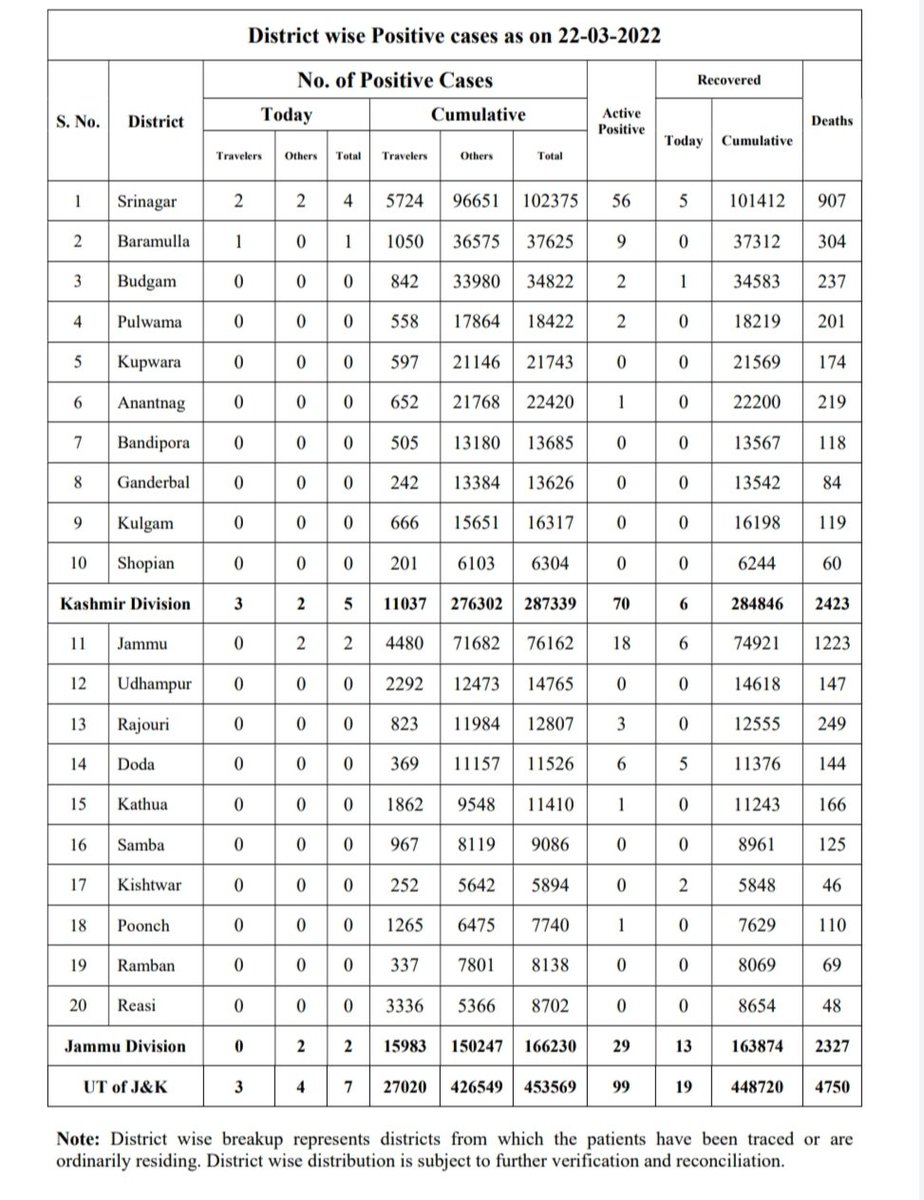 District wise Positive cases as on 22-03-2022
S. No. District No. of Positive Cases Active Positive Recovered Deaths
Today Cumulative Today Cumulative
Travelers Others Total Travelers Others Total
1 Srinagar 2 2 4 5724 96651 102375 56 5 101412 907
2 Baramulla 1 0 1 1050 36575 37625 9 0 37312 304
3 Budgam 0 0 0 842 33980 34822 2 1 34583 237
4 Pulwama 0 0 0 558 17864 18422 2 0 18219 201
5 Kupwara 0 0 0 597 21146 21743 0 0 21569 174
6 Anantnag 0 0 0 652 21768 22420 1 0 22200 219
7 Bandipora 0 0 0 505 13180 13685 0 0 13567 118
8 Ganderbal 0 0 0 242 13384 13626 0 0 13542 84
9 Kulgam 0 0 0 666 15651 16317 0 0 16198 119
10 Shopian 0 0 0 201 6103 6304 0 0 6244 60
Kashmir Division 3 2 5 11037 276302 287339 70 6 284846 2423
11 Jammu 0 2 2 4480 71682 76162 18 6 74921 1223
12 Udhampur 0 0 0 2292 12473 14765 0 0 14618 147
13 Rajouri 0 0 0 823 11984 12807 3 0 12555 249
14 Doda 0 0 0 369 11157 11526 6 5 11376 144
15 Kathua 0 0 0 1862 9548 11410 1 0 11243 166
16 Samba 0 0 0 967 8119 9086 0 0 8961 125
17 Kishtwar 0 0 0 252 5642 5894 0 2 5848 46
18 Poonch 0 0 0 1265 6475 7740 1 0 7629 110
19 Ramban 0 0 0 337 7801 8138 0 0 8069 69
20 Reasi 0 0 0 3336 5366 8702 0 0 8654 48
Jammu Division 0 2 2 15983 150247 166230 29 13 163874 2327
UT of J&K 3 4 7 27020 426549 453569 99 19 448720 4750
Note: District wise breakup represents districts from which the patients have been traced or are
ordinarily residing. District wise distribution is subject to further verification and reconciliation.